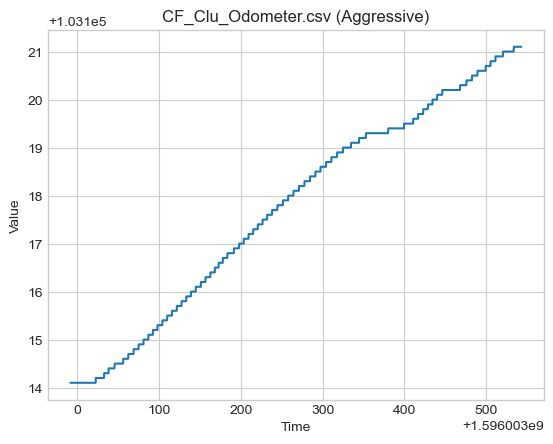 CF_Clu_Odometer.csv (Aggressive)
+1.031e5
21
20
19
18
17
16
15
14
Value
0 100 200 300 400 500
Time
+1.596003e9